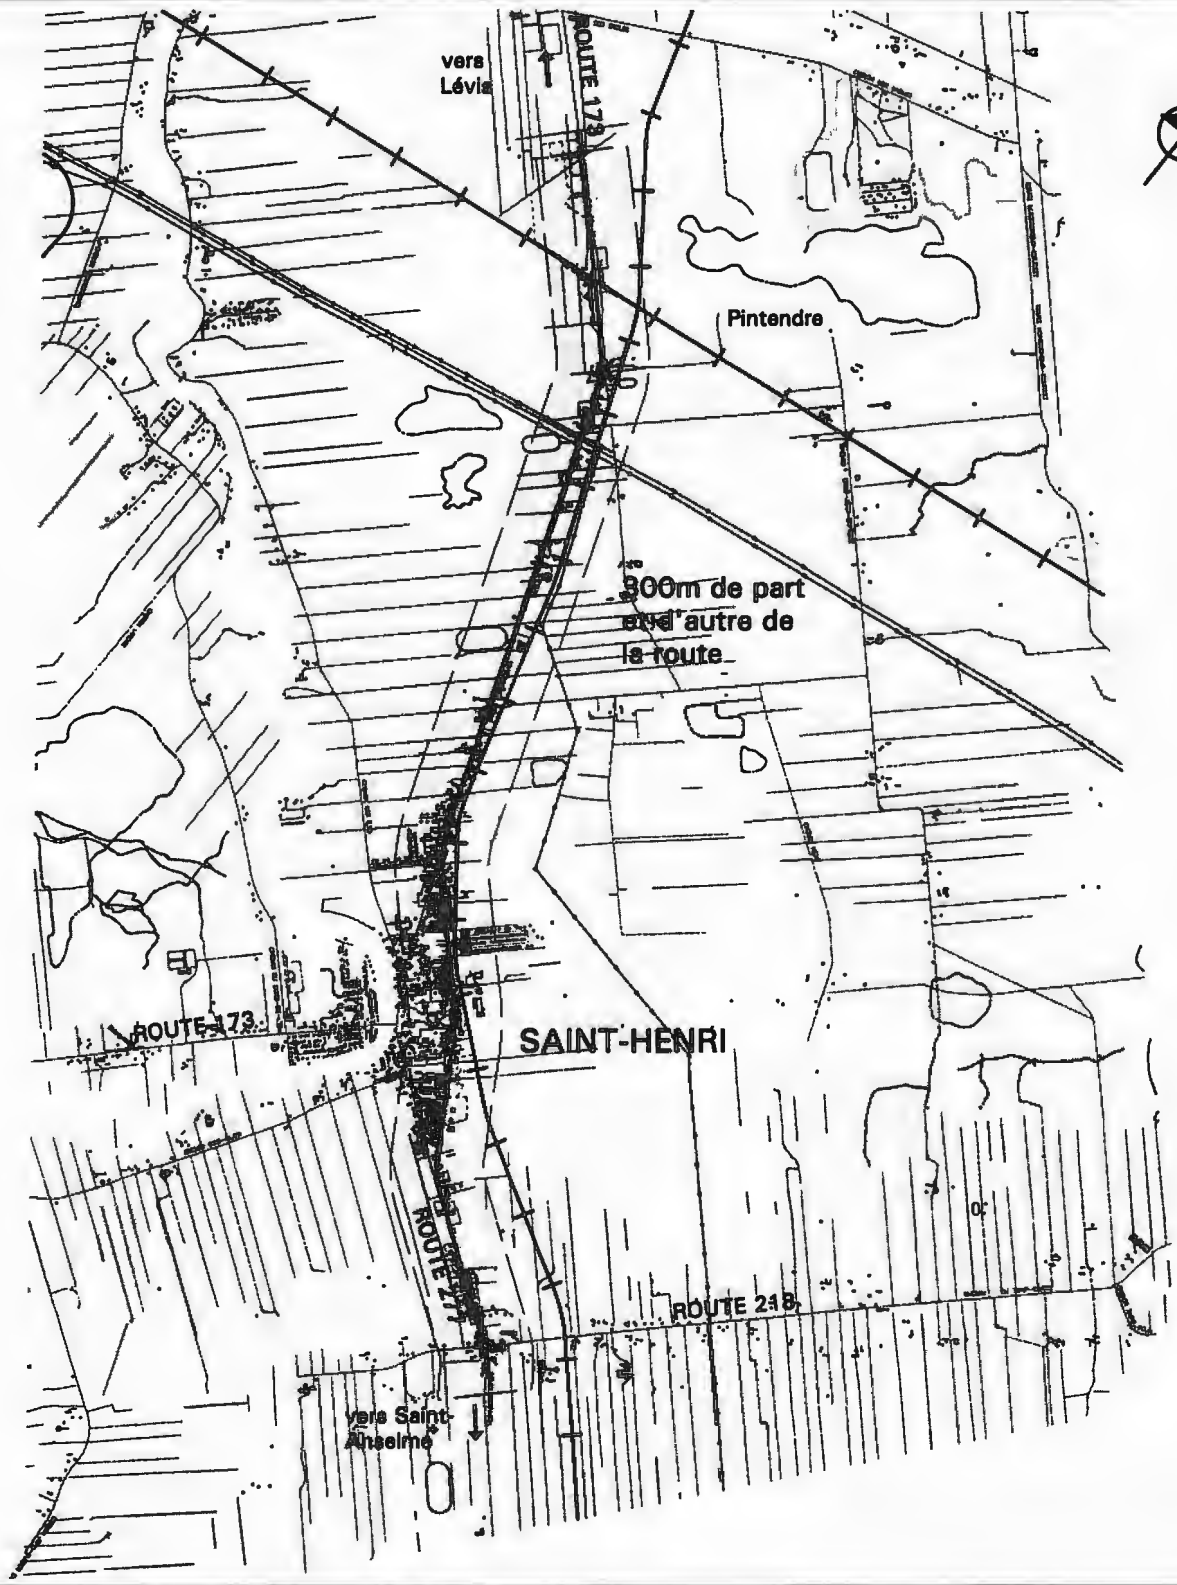 vers
Lévis
ROUTE 173
Pintendre
300m de part
et d'autre de
la route
ROUTE 173
SAINT-HENRI
ROUTE 277
ROUTE 218
vers Saint-
Anselme